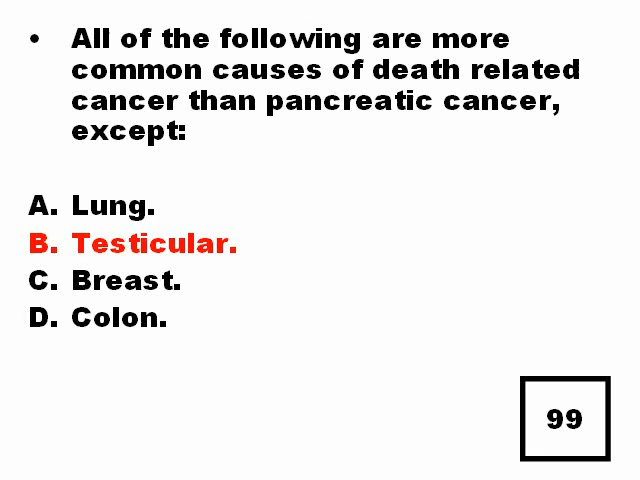 • All of the following are more
common causes of death related
cancer than pancreatic cancer,
except:
A. Lung.
B. Testicular.
C. Breast.
D. Colon.
99